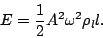 E = \frac{1}{2} A^2 \omega^2 \rho_l l.